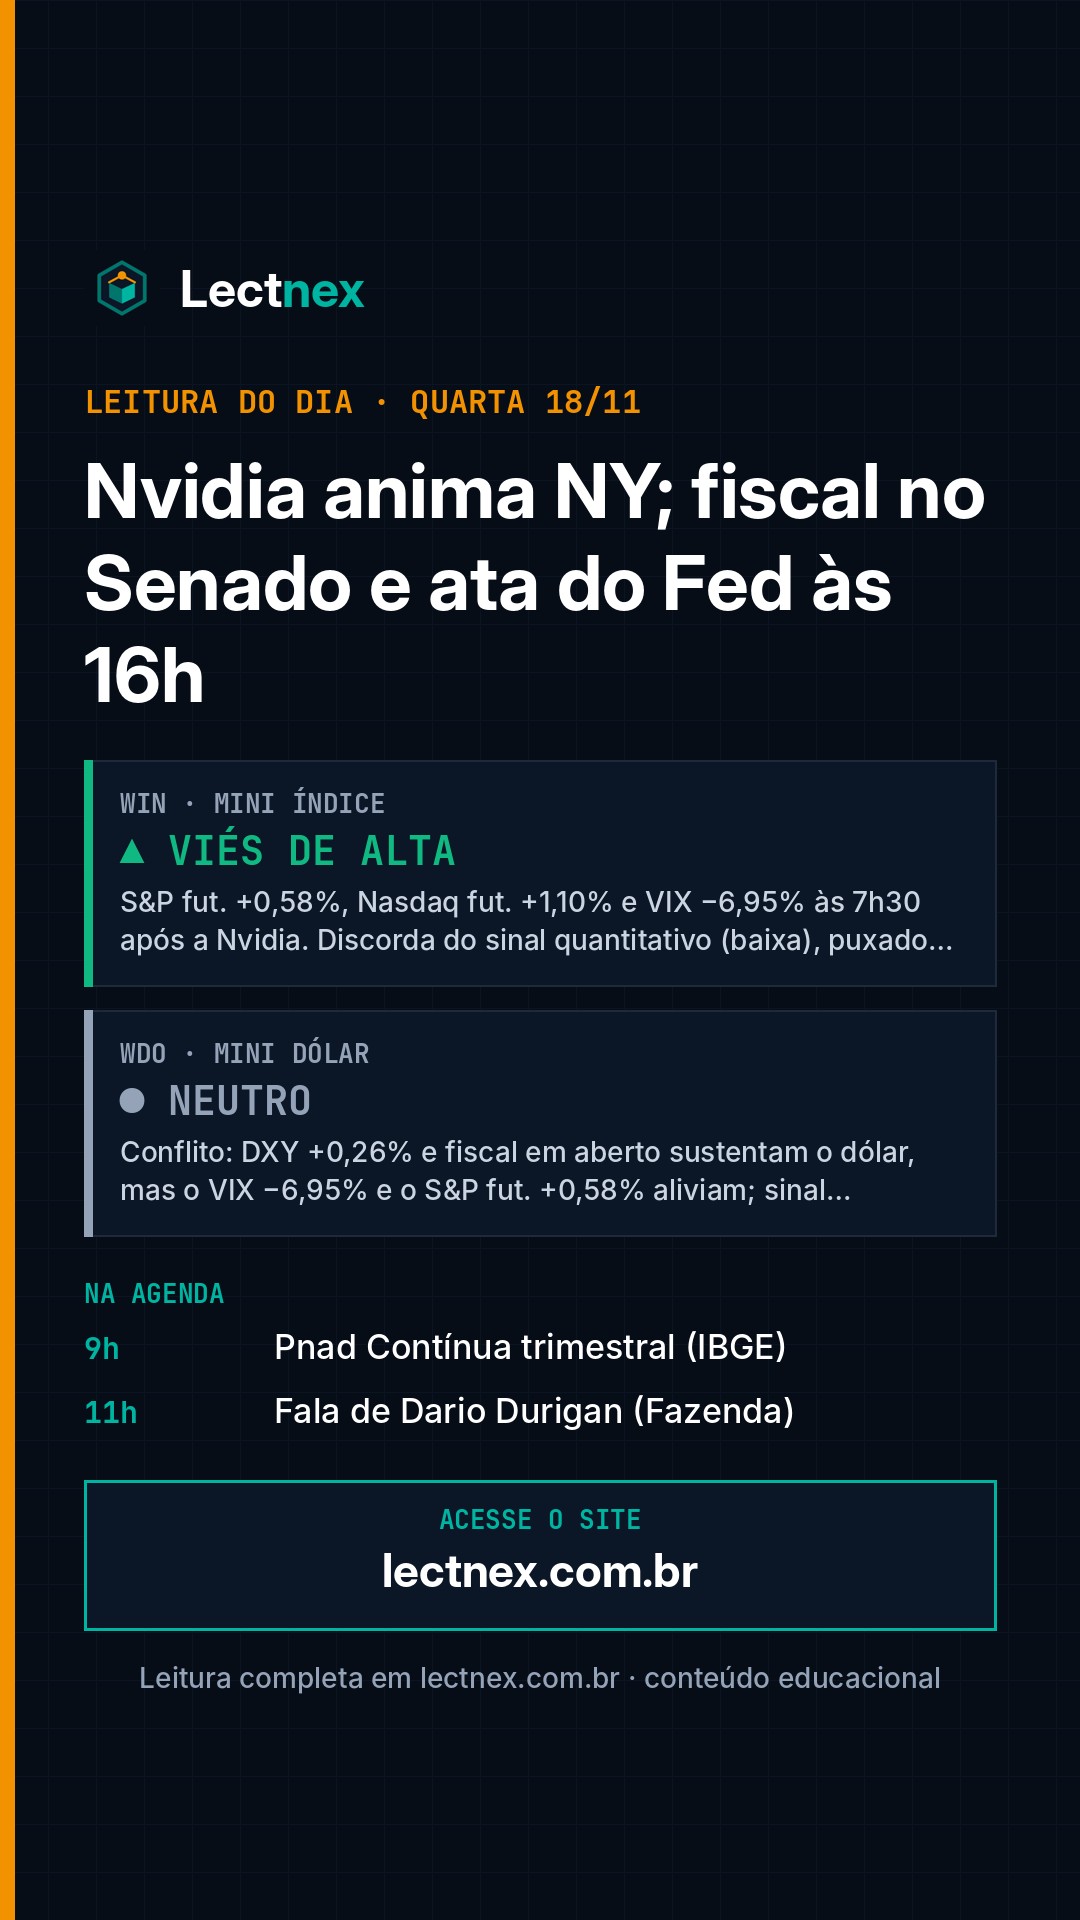 Lectnex
LEITURA DO DIA · QUARTA 18/11
Nvidia anima NY; fiscal no
Senado e ata do Fed às
16h
WIN · MINI ÍNDICE
▲ VIÉS DE ALTA
S&P fut. +0,58%, Nasdaq fut. +1,10% e VIX −6,95% às 7h30
após a Nvidia. Discorda do sinal quantitativo (baixa), puxado...
WDO · MINI DÓLAR
● NEUTRO
Conflito: DXY +0,26% e fiscal em aberto sustentam o dólar,
mas o VIX −6,95% e o S&P fut. +0,58% aliviam; sinal...
NA AGENDA
9h Pnad Contínua trimestral (IBGE)
11h Fala de Dario Durigan (Fazenda)
ACESSE O SITE
lectnex.com.br
Leitura completa em lectnex.com.br · conteúdo educacional